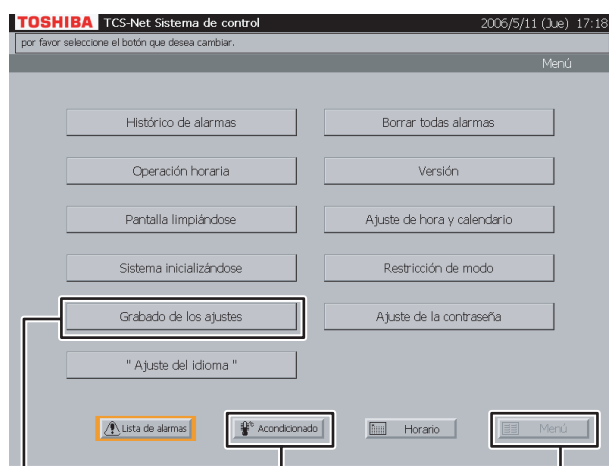 TOSHIBA TCS-Net Sistema de control 2006/5/11 (Jue) 17:18
por favor seleccione el botón que desea cambiar.
Menú
Histórico de alarmas Borrar todas alarmas
Operación horaria Versión
Pantalla limpiándose Ajuste de hora y calendario
Sistema inicializándose Restricción de modo
Grabado de los ajustes Ajuste de la contraseña
" Ajuste del idioma "
Lista de alarmas Acondicionado Horario Menú